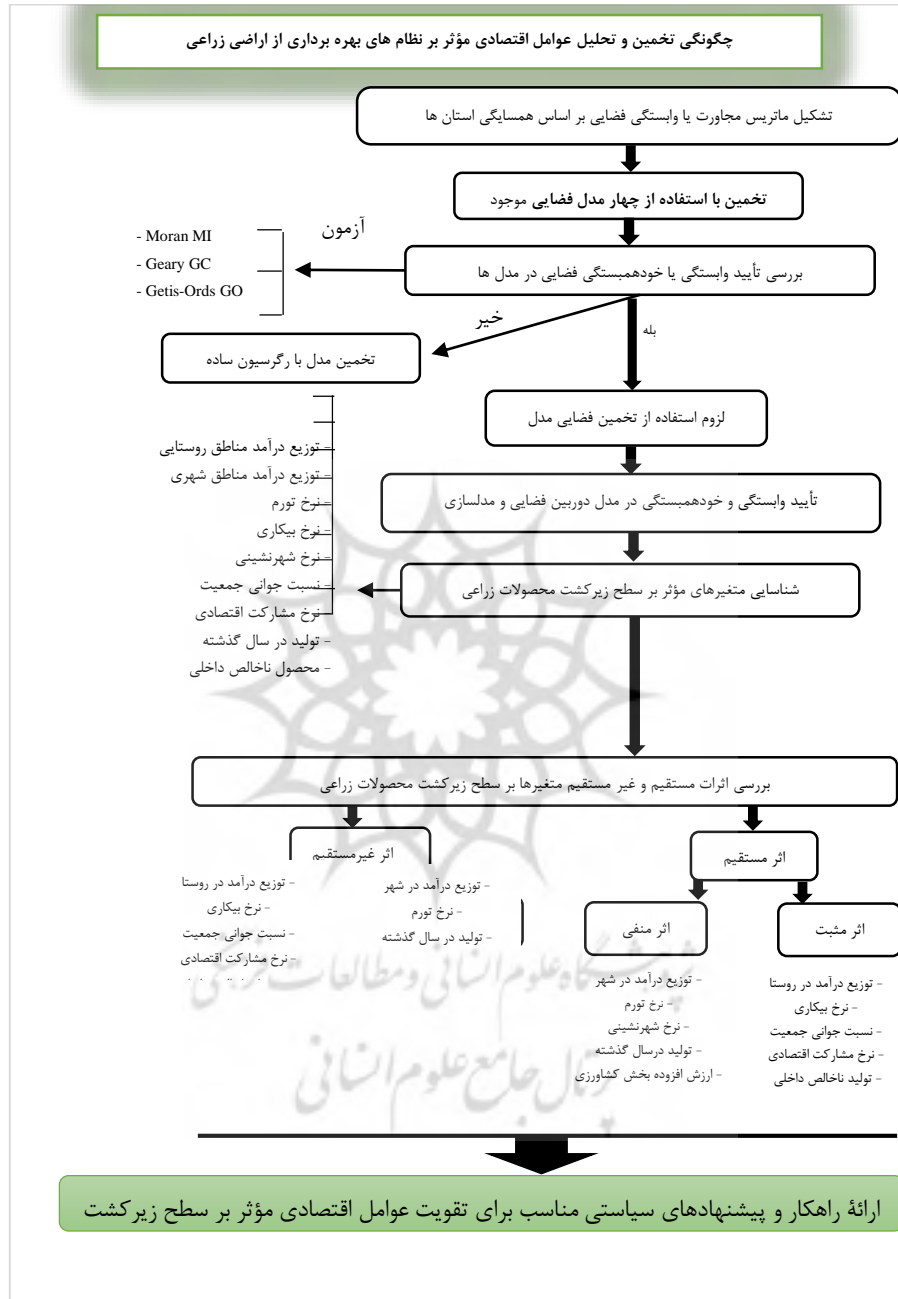 چگونگی تخمین و تحلیل عوامل اقتصادی مؤثر بر نظام های بهره برداری از اراضی زراعی
تشکیل ماتریس مجاورت یا وابستگی فضایی بر اساس همسایگی استان ها
تخمین با استفاده از چهار مدل فضایی موجود
بررسی تأیید وابستگی یا خودهمبستگی فضایی در مدل ها
آزمون
- Moran MI
- Geary GC
- Getis-Ords GO
خیر
بله
تخمین مدل با رگرسیون ساده
لزوم استفاده از تخمین فضایی مدل
تأیید وابستگی و خودهمبستگی در مدل دوربین فضایی و مدلسازی
شناسایی متغیرهای مؤثر بر سطح زیرکشت محصولات زراعی
- توزیع درآمد مناطق روستایی
- توزیع درآمد مناطق شهری
- نرخ تورم
- نرخ بیکاری
- نرخ شهرنشینی
- نسبت جوانی جمعیت
- نرخ مشارکت اقتصادی
- تولید در سال گذشته
- محصول ناخالص داخلی
بررسی اثرات مستقیم و غیر مستقیم متغیرها بر سطح زیرکشت محصولات زراعی
اثر مستقیم
اثر مثبت
- توزیع درآمد در روستا
- نرخ بیکاری
- نسبت جوانی جمعیت
- نرخ مشارکت اقتصادی
- تولید ناخالص داخلی
اثر منفی
- توزیع درآمد در شهر
- نرخ تورم
- نرخ شهرنشینی
- تولید درسال گذشته
- ارزش افزوده بخش کشاورزی
اثر غیرمستقیم
- توزیع درآمد در شهر
- نرخ تورم
- تولید در سال گذشته
- توزیع درآمد در روستا
- نرخ بیکاری
- نسبت جوانی جمعیت
- نرخ مشارکت اقتصادی
پژوهشگاه علوم انسانی و مطالعات فرهنگی
پرتال جامع علوم انسانی
ارائهٔ راهکار و پیشنهادهای سیاستی مناسب برای تقویت عوامل اقتصادی مؤثر بر سطح زیرکشت